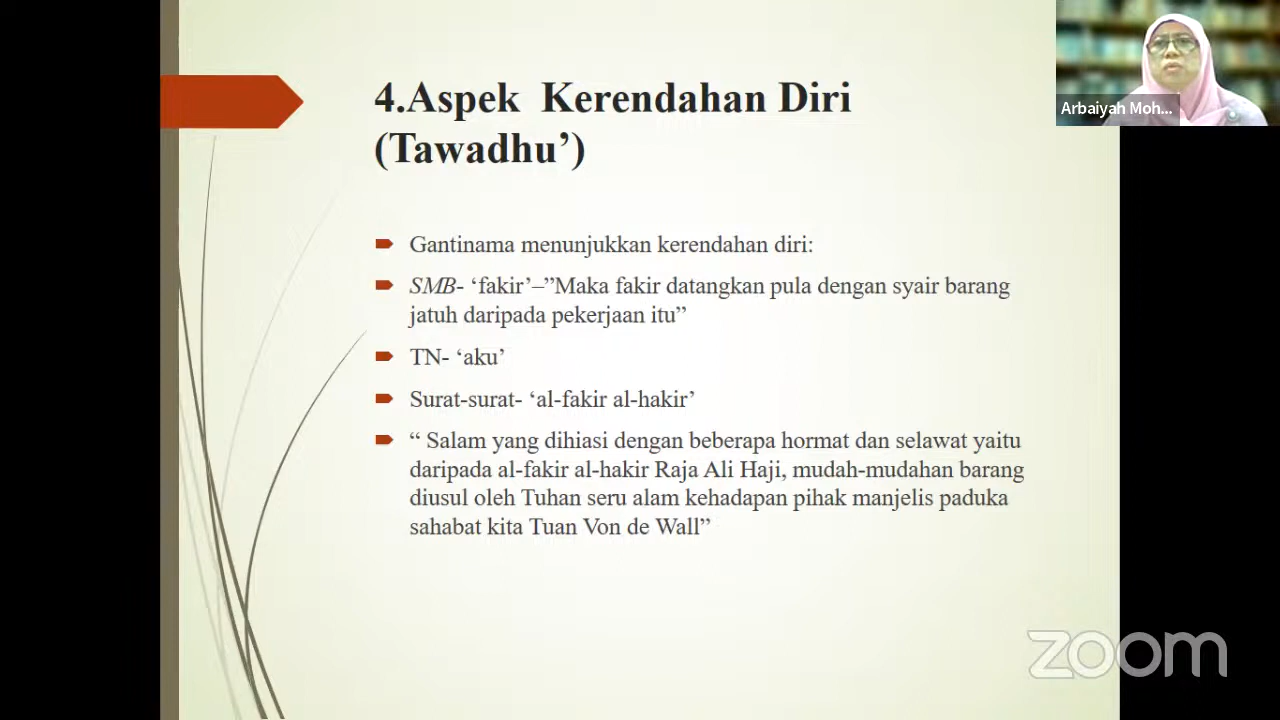 4.Aspek Kerendahan Diri
(Tawadhu’)
Gantinama menunjukkan kerendahan diri:
SMB- ‘fakir’–”Maka fakir datangkan pula dengan syair barang
jatuh daripada pekerjaan itu”
TN- ‘aku’
Surat-surat- ‘al-fakir al-hakir’
“ Salam yang dihiasi dengan beberapa hormat dan selawat yaitu
daripada al-fakir al-hakir Raja Ali Haji, mudah-mudahan barang
diusul oleh Tuhan seru alam kehadapan pihak manjelis paduka
sahabat kita Tuan Von de Wall”
Arbaiyah Moh...
zoom